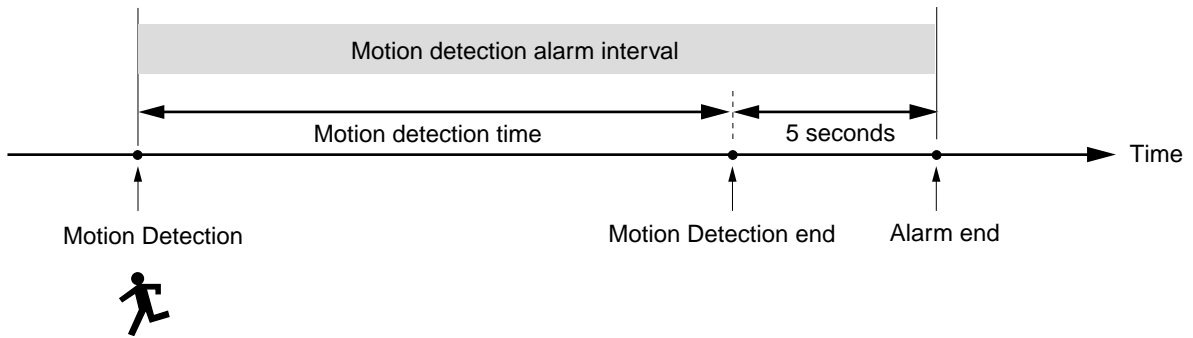 Motion detection alarm interval
Motion detection time
5 seconds
Time
Motion Detection
Motion Detection end
Alarm end